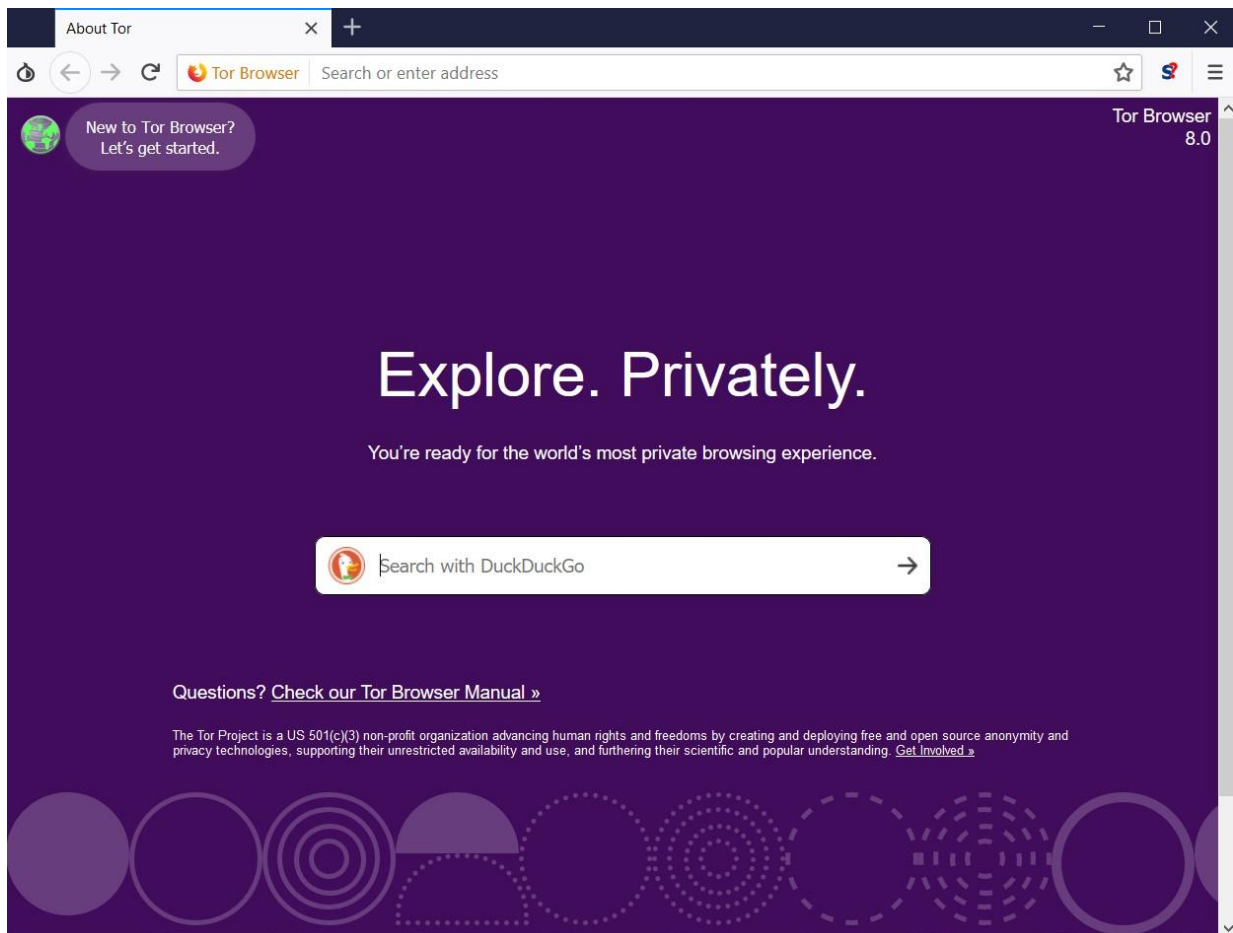 About Tor
Tor Browser
Search or enter address
New to Tor Browser?
Let's get started.
Tor Browser
8.0
Explore. Privately.
You're ready for the world's most private browsing experience.
Search with DuckDuckGo
Questions? Check our Tor Browser Manual »
The Tor Project is a US 501(c)(3) non-profit organization advancing human rights and freedoms by creating and deploying free and open source anonymity and
privacy technologies, supporting their unrestricted availability and use, and furthering their scientific and popular understanding. Get Involved »